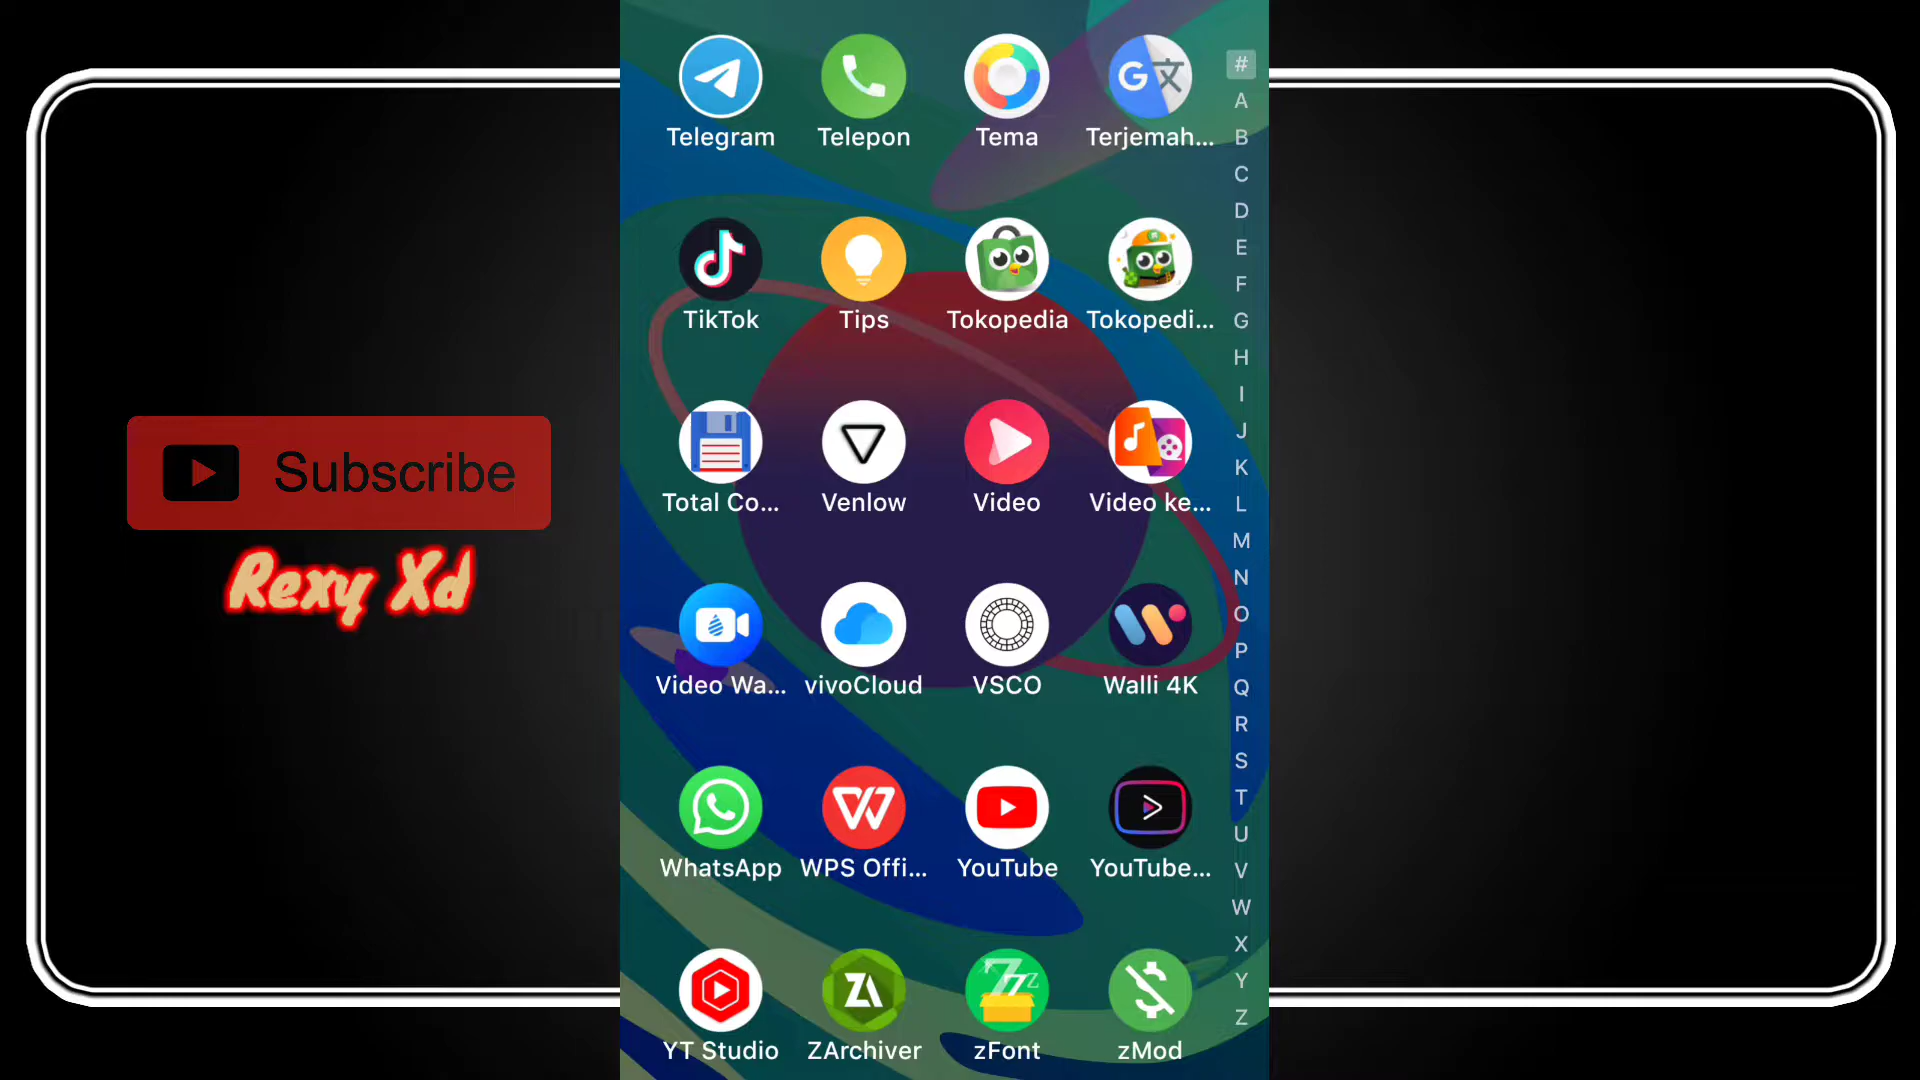 Telegram Telepon Tema Terjemah...
TikTok Tips Tokopedia Tokopedi...
Total Co... Venlow Video Video ke...
Video Wa... vivoCloud VSCO Walli 4K
WhatsApp WPS Offi... YouTube YouTube...
YT Studio ZArchiver zFont zMod
#
A
B
C
D
E
F
G
H
I
J
K
L
M
N
O
P
Q
R
S
T
U
V
W
X
Y
Z
Subscribe
Rexy Xd